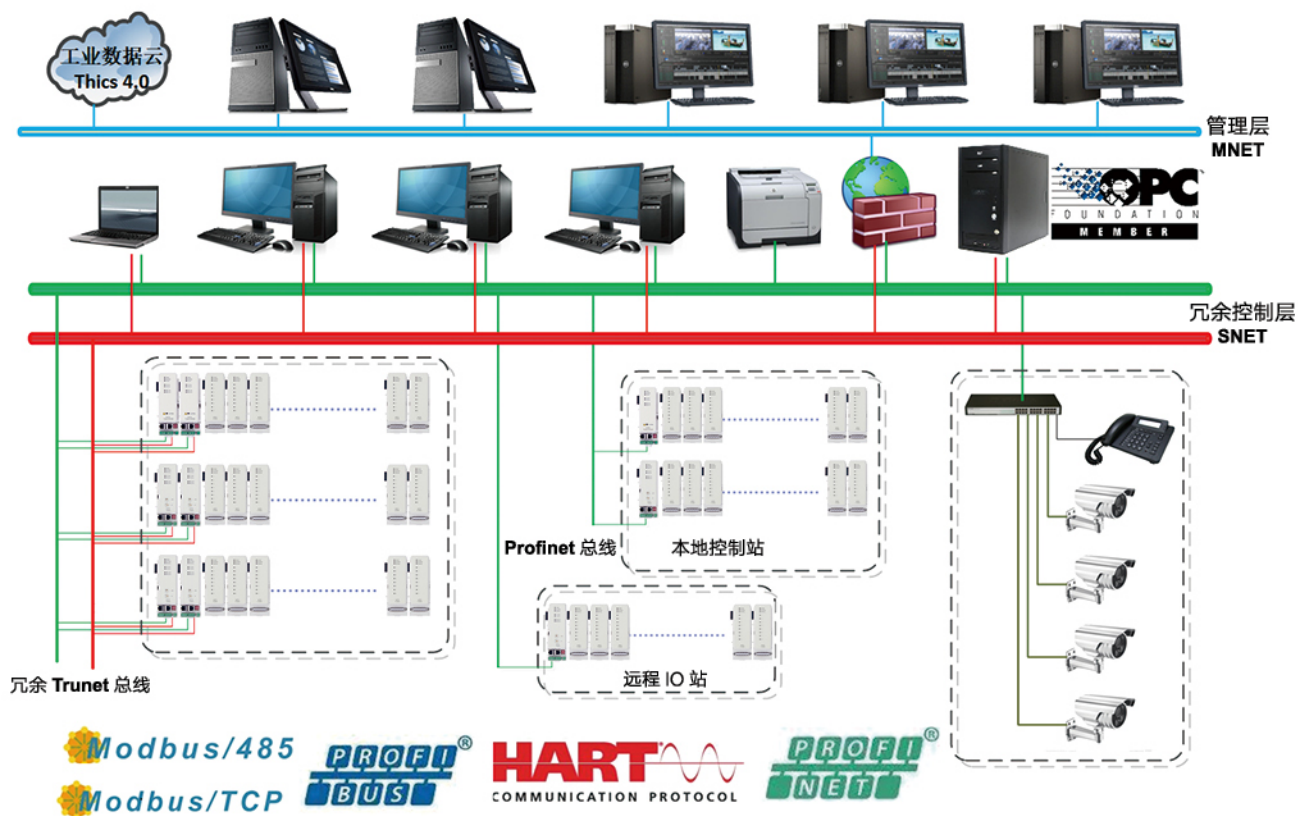 工业数据云
Thics 4.0
管理层
MNET
OPC
FOUNDATION
MEMBER
冗余控制层
SNET
Profinet 总线
本地控制站
远程 IO 站
冗余 Trunet 总线
Modbus/485
Modbus/TCP
PROFI®
BUS
HART
COMMUNICATION PROTOCOL
PROFI®
NET